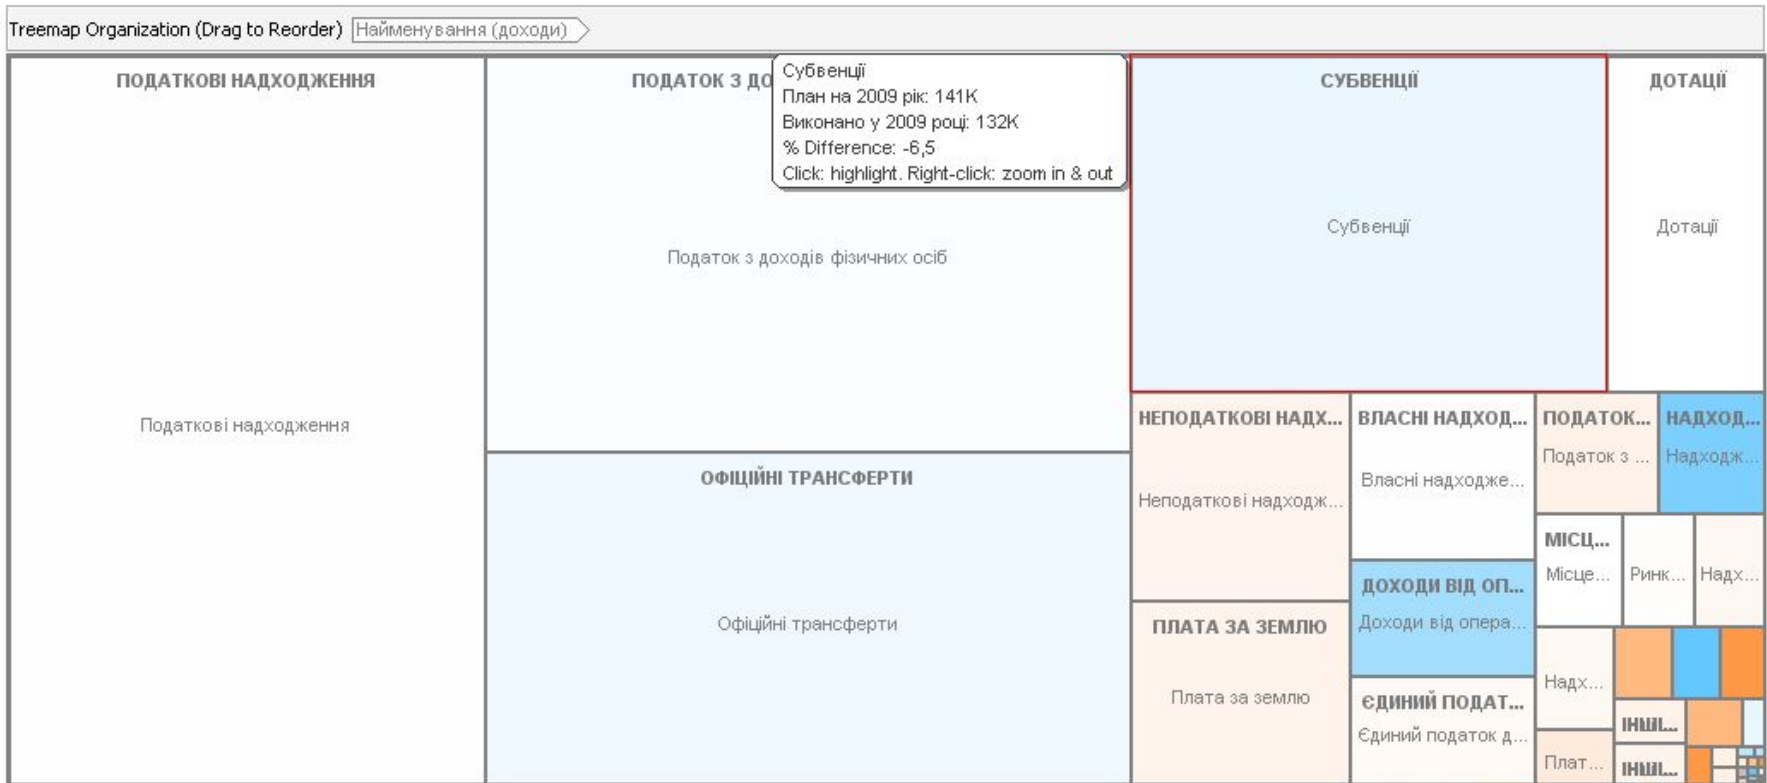 Treemap Organization (Drag to Reorder) Найменування (доходи)
ПОДАТКОВІ НАДХОДЖЕННЯ
Податкові надходження
ПОДАТОК З ДО
Податок з доходів фізичних осіб
Субвенції
План на 2009 рік: 141K
Виконано у 2009 році: 132K
% Difference: -6,5
Click: highlight. Right-click: zoom in & out
ОФІЦІЙНІ ТРАНСФЕРТИ
Офіційні трансферти
СУБВЕНЦІЇ
Субвенції
ДОТАЦІЇ
Дотації
НЕПОДАТКОВІ НАДХ...
Неподаткові надходж...
ПЛАТА ЗА ЗЕМЛЮ
Плата за землю
ВЛАСНІ НАДХОД...
Власні надходже...
ДОХОДИ ВІД ОП...
Доходи від опера...
ЄДИНИЙ ПОДАТ...
Єдиний податок д...
ПОДАТОК...
Податок з ...
НАДХОД...
Надходж...
МІСЦ...
Місце...
Ринк...
Надх...
Надх...
Плат...
ІНШІ...
ІНШІ...